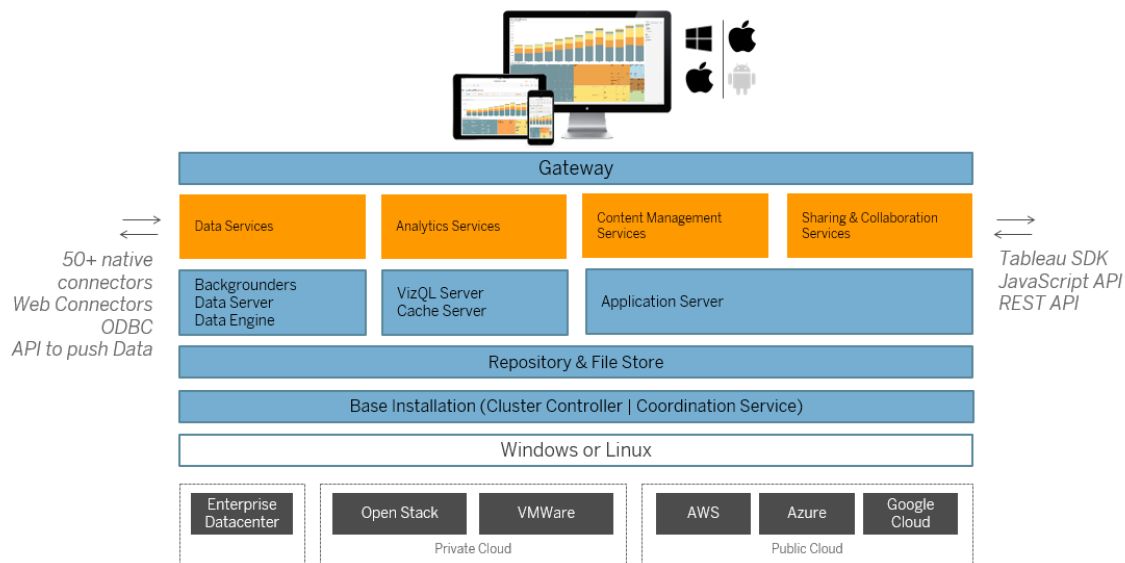 Gateway
Data Services
Analytics Services
Content Management
Services
Sharing & Collaboration
Services
50+ native
connectors
Web Connectors
ODBC
API to push Data
Tableau SDK
JavaScript API
REST API
Backgrounders
Data Server
Data Engine
VizQL Server
Cache Server
Application Server
Repository & File Store
Base Installation (Cluster Controller | Coordination Service)
Windows or Linux
Enterprise
Datacenter
Open Stack
VMWare
Private Cloud
AWS
Azure
Google
Cloud
Public Cloud